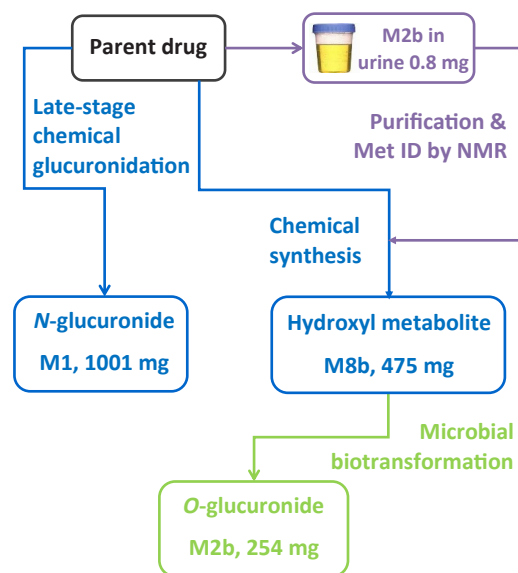 Parent drug
M2b in
urine 0.8 mg
Late-stage
chemical
glucuronidation
Purification &
Met ID by NMR
Chemical
synthesis
N-glucuronide
M1, 1001 mg
Hydroxyl metabolite
M8b, 475 mg
Microbial
biotransformation
O-glucuronide
M2b, 254 mg